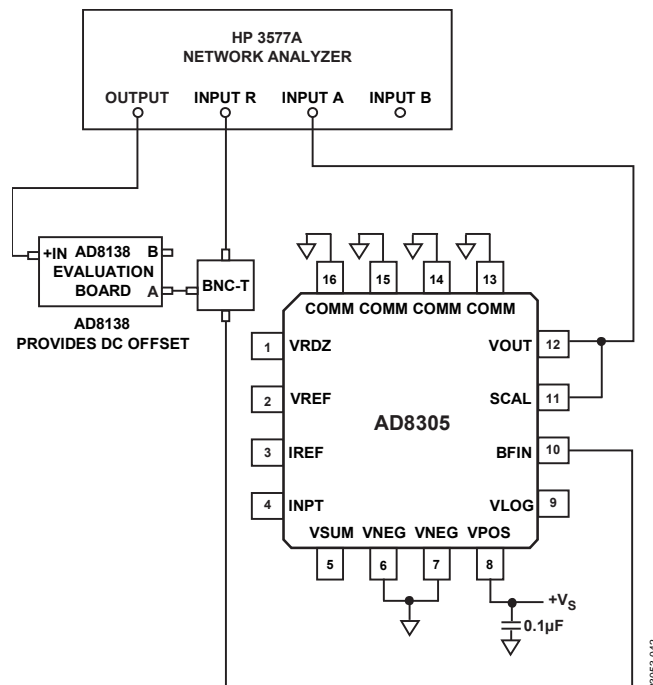 HP 3577A
NETWORK ANALYZER
OUTPUT INPUT R INPUT A INPUT B
+IN AD8138 B
EVALUATION
BOARD A
BNC-T
AD8138
PROVIDES DC OFFSET
16 15 14 13
COMM COMM COMM COMM
1 VRDZ
VOUT 12
2 VREF
SCAL 11
AD8305
3 IREF
BFIN 10
4 INPT
VLOG 9
VSUM VNEG VNEG VPOS
5 6 7 8
+VS
0.1µF
03053-043